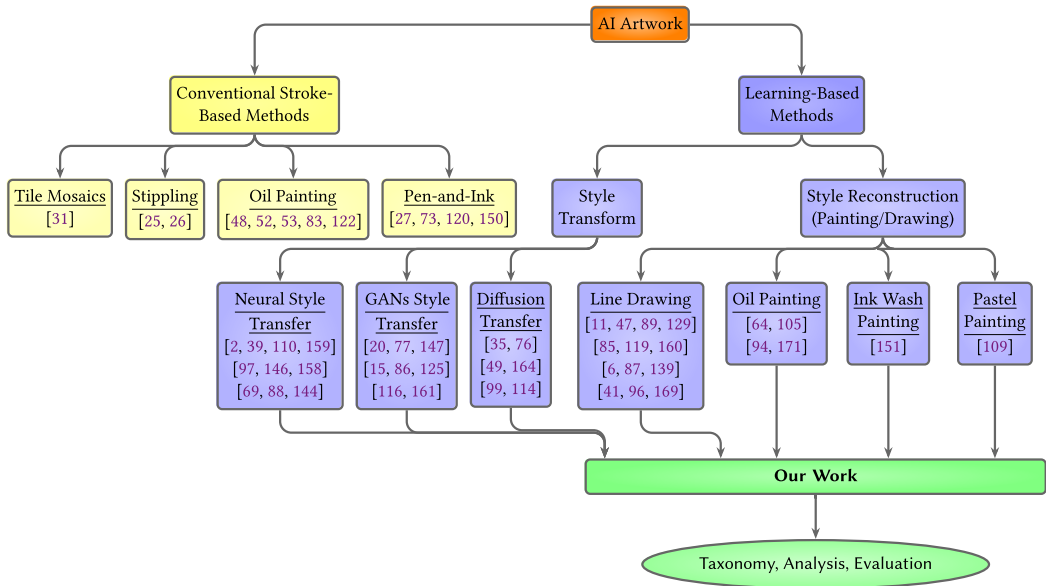 AI Artwork
Conventional Stroke-
Based Methods
Learning-Based
Methods
Tile Mosaics
[31]
Stippling
[25, 26]
Oil Painting
[48, 52, 53, 83, 122]
Pen-and-Ink
[27, 73, 120, 150]
Style
Transform
Style Reconstruction
(Painting/Drawing)
Neural Style
Transfer
[2, 39, 110, 159]
[97, 146, 158]
[69, 88, 144]
GANs Style
Transfer
[20, 77, 147]
[15, 86, 125]
[116, 161]
Diffusion
Transfer
[35, 76]
[49, 164]
[99, 114]
Line Drawing
[11, 47, 89, 129]
[85, 119, 160]
[6, 87, 139]
[41, 96, 169]
Oil Painting
[64, 105]
[94, 171]
Ink Wash
Painting
[151]
Pastel
Painting
[109]
Our Work
Taxonomy, Analysis, Evaluation